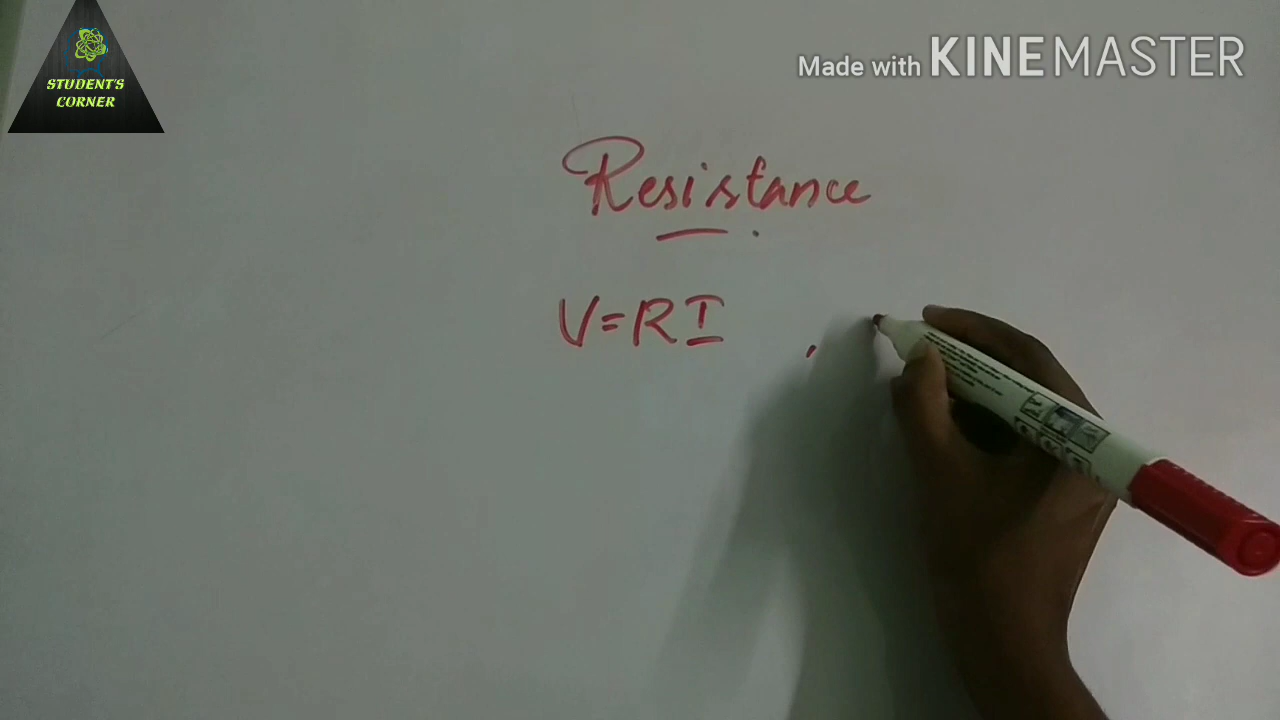 STUDENT'S
CORNER
Made with KINEMASTER
Resistance
V=RI ,